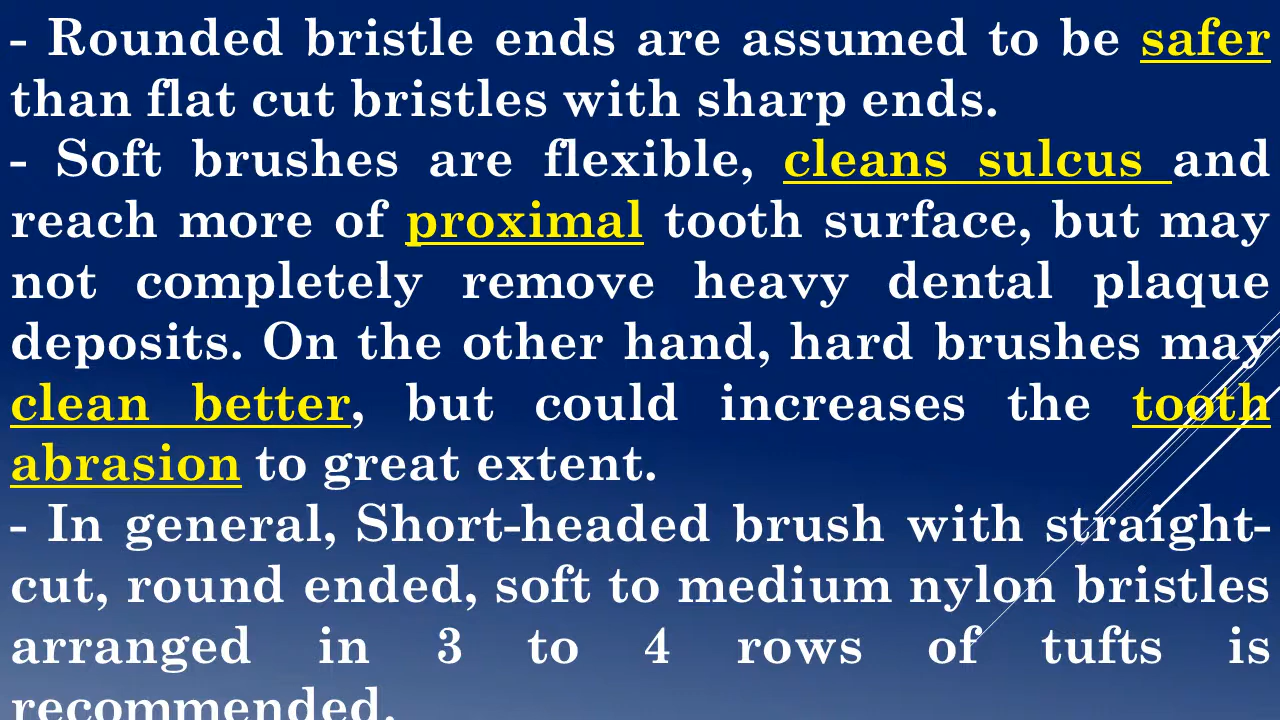 - Rounded bristle ends are assumed to be safer
than flat cut bristles with sharp ends.
- Soft brushes are flexible, cleans sulcus and
reach more of proximal tooth surface, but may
not completely remove heavy dental plaque
deposits. On the other hand, hard brushes may
clean better, but could increases the tooth
abrasion to great extent.
- In general, Short-headed brush with straight-
cut, round ended, soft to medium nylon bristles
arranged in 3 to 4 rows of tufts is
recommended.